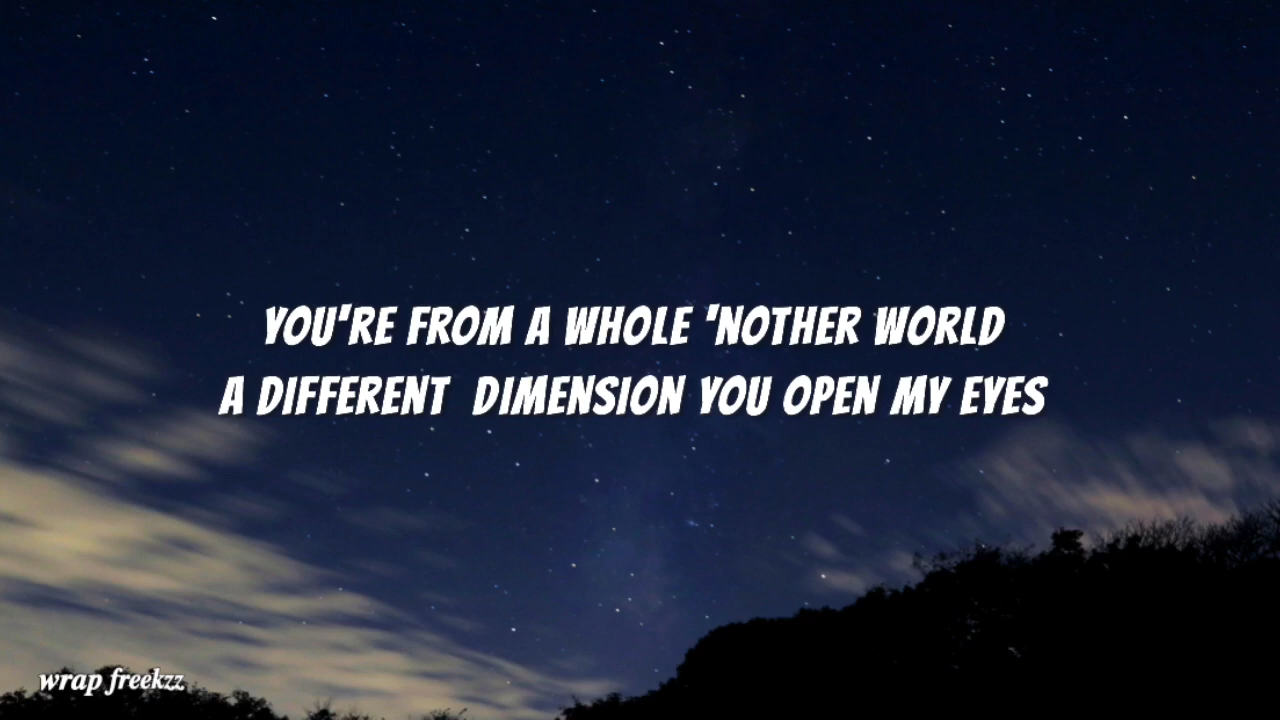 YOU'RE FROM A WHOLE 'NOTHER WORLD
A DIFFERENT DIMENSION YOU OPEN MY EYES
wrap freekzz